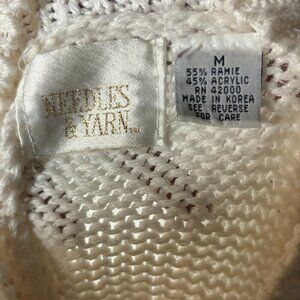 NEEDLES
& YARN
M
55% RAMIE
45% ACRYLIC
RN 42000
MADE IN KOREA
SEE REVERSE
FOR CARE